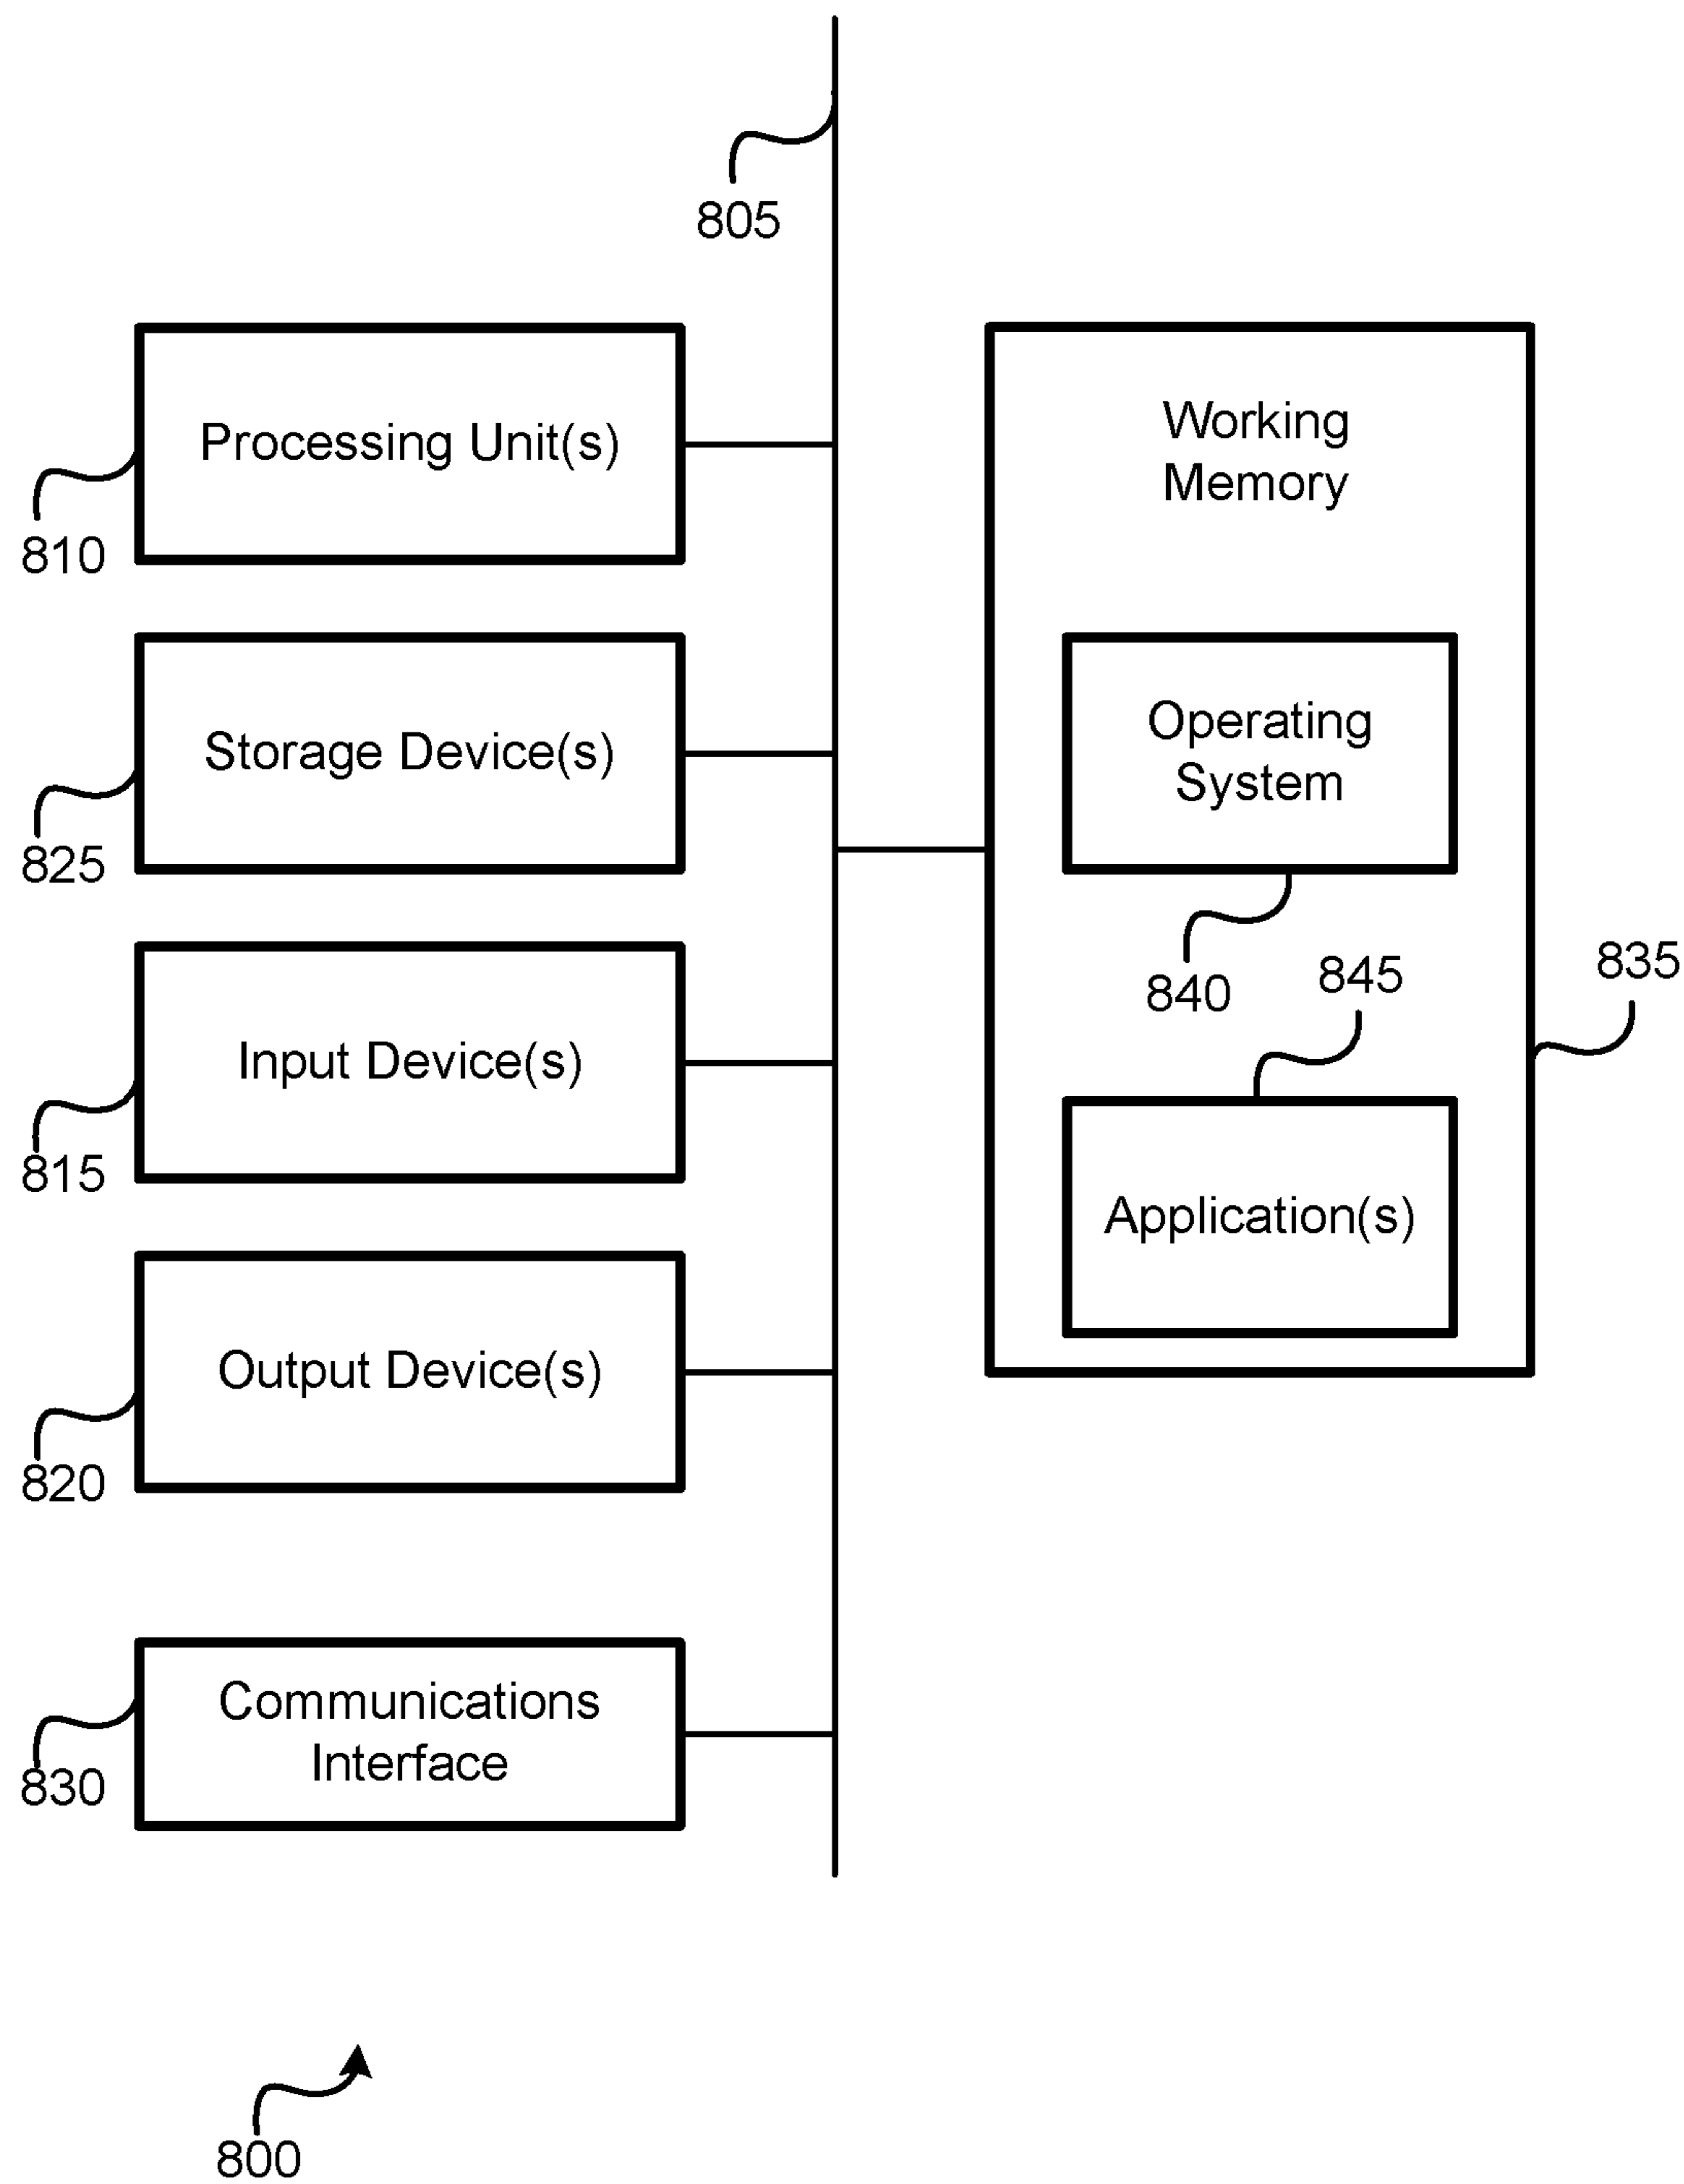 805
Processing Unit(s)
810
Storage Device(s)
825
Input Device(s)
815
Output Device(s)
820
Communications
Interface
830
Working
Memory
Operating
System
840
845
835
Application(s)
800